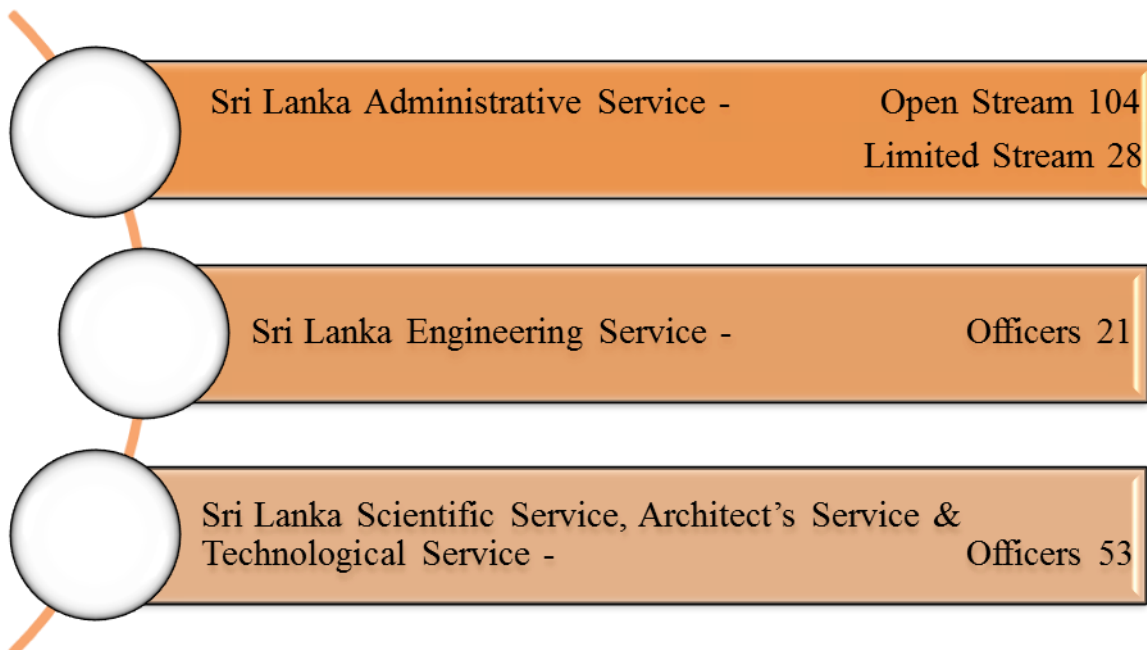 Sri Lanka Administrative Service - Open Stream 104
Limited Stream 28
Sri Lanka Engineering Service - Officers 21
Sri Lanka Scientific Service, Architect’s Service &
Technological Service - Officers 53